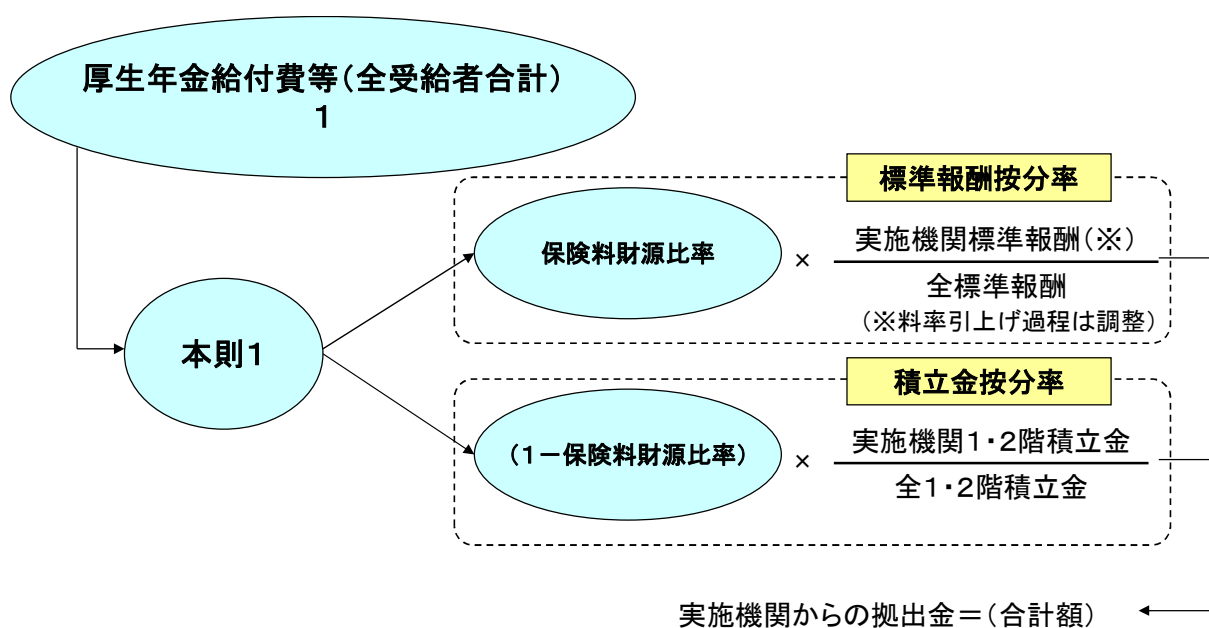 厚生年金給付費等(全受給者合計)
1
標準報酬按分率
保険料財源比率
×
実施機関標準報酬(※)
全標準報酬
(※料率引上げ過程は調整)
本則1
積立金按分率
(1-保険料財源比率)
×
実施機関1・2階積立金
全1・2階積立金
実施機関からの拠出金=(合計額)